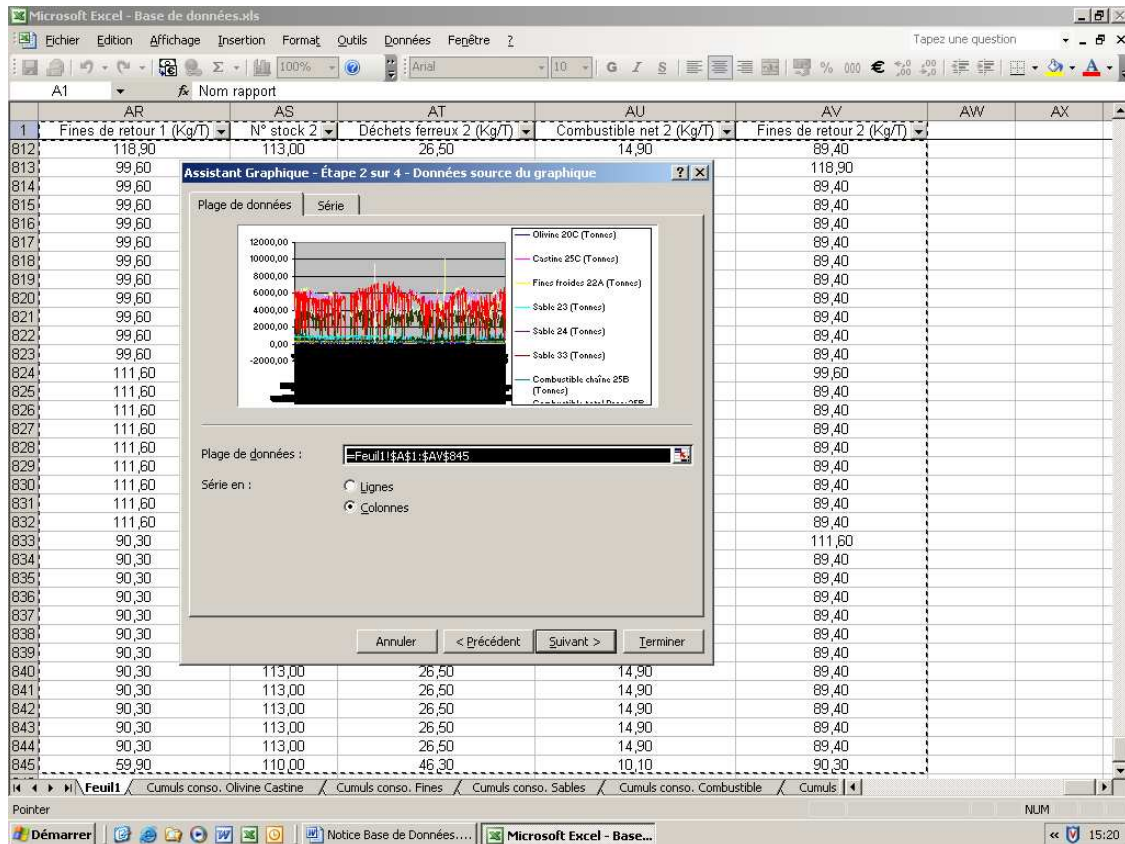 Microsoft Excel - Base de données.xls
Fichier Edition Affichage Insertion Format Outils Données Fenêtre ? Tapez une question
100% Arial 10 G I S % 000 €
A1 fx Nom rapport
AR AS AT AU AV AW AX
1 Fines de retour 1 (Kg/T) N° stock 2 Déchets ferreux 2 (Kg/T) Combustible net 2 (Kg/T) Fines de retour 2 (Kg/T)
812 118,90 113,00 26,50 14,90 89,40
813 99,60 118,90
814 99,60 89,40
815 99,60 89,40
816 99,60 89,40
817 99,60 89,40
818 99,60 89,40
819 99,60 89,40
820 99,60 89,40
821 99,60 89,40
822 99,60 89,40
823 99,60 89,40
824 111,60 99,60
825 111,60 89,40
826 111,60 89,40
827 111,60 89,40
828 111,60 89,40
829 111,60 89,40
830 111,60 89,40
831 111,60 89,40
832 111,60 89,40
833 90,30 111,60
834 90,30 89,40
835 90,30 89,40
836 90,30 89,40
837 90,30 89,40
838 90,30 89,40
839 90,30 89,40
840 90,30 113,00 26,50 14,90 89,40
841 90,30 113,00 26,50 14,90 89,40
842 90,30 113,00 26,50 14,90 89,40
843 90,30 113,00 26,50 14,90 89,40
844 90,30 113,00 26,50 14,90 89,40
845 59,90 110,00 46,30 10,10 90,30
Assistant Graphique - Étape 2 sur 4 - Données source du graphique
Plage de données Série
12000,00
10000,00
8000,00
6000,00
4000,00
2000,00
0,00
-2000,00
Olivine 20C (Tonnes)
Castine 25C (Tonnes)
Fines froides 22A (Tonnes)
Sable 23 (Tonnes)
Sable 24 (Tonnes)
Sable 33 (Tonnes)
Combustible chaîne 25B
(Tonnes)
Plage de données : =Feuil1!$A$1:$AV$845
Série en : Lignes
Colonnes
Annuler < Précédent Suivant > Terminer
Feuil1 Cumuls conso. Olivine Castine Cumuls conso. Fines Cumuls conso. Sables Cumuls conso. Combustible Cumuls
Pointer NUM
Démarrer Notice Base de Données.... Microsoft Excel - Base... 15:20